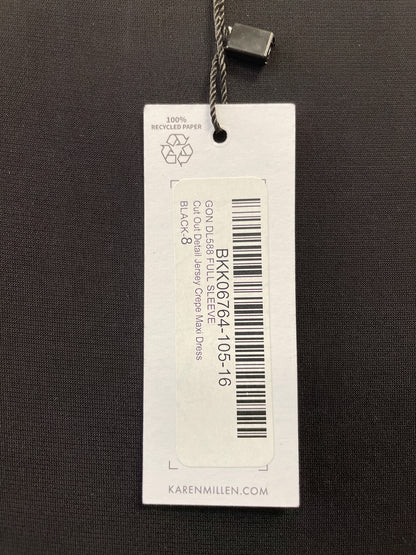 100%
RECYCLED PAPER
BKK06764-105-16
GON DL588 FULL SLEEVE
Cut Out Detail Jersey Crepe Maxi Dress
BLACK-8
KARENMILLEN.COM